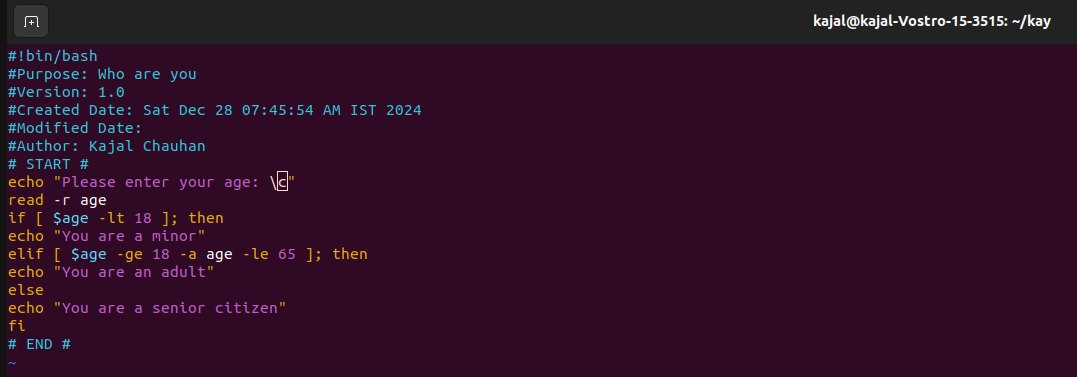 kajal@kajal-Vostro-15-3515: ~/kay
#!bin/bash
#Purpose: Who are you
#Version: 1.0
#Created Date: Sat Dec 28 07:45:54 AM IST 2024
#Modified Date:
#Author: Kajal Chauhan
# START #
echo "Please enter your age: \c"
read -r age
if [ $age -lt 18 ]; then
echo "You are a minor"
elif [ $age -ge 18 -a age -le 65 ]; then
echo "You are an adult"
else
echo "You are a senior citizen"
fi
# END #
~